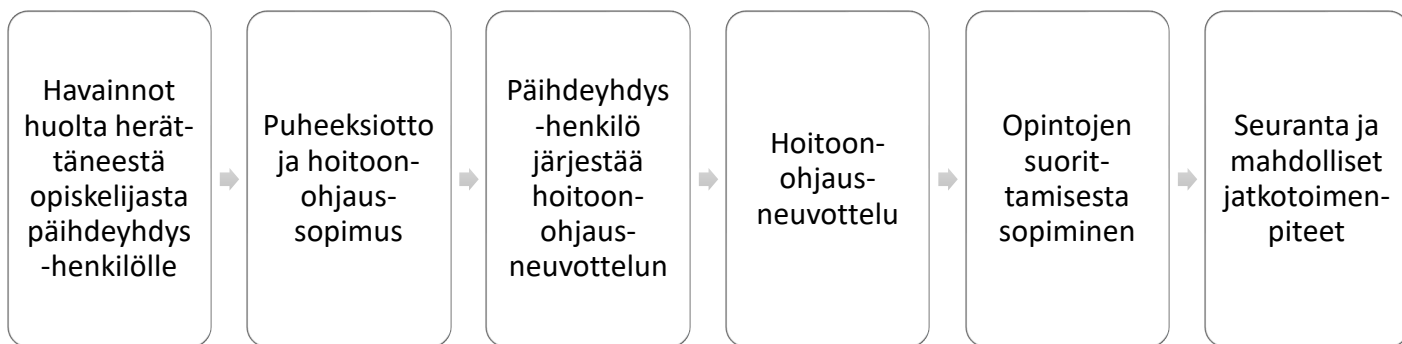 Havainnot
huolta herät-
täneestä
opiskelijasta
päihdeyhdys
-henkilölle
Puheeksiotto
ja hoitoon-
ohjaus-
sopimus
Päihdeyhdys
-henkilö
järjestää
hoitoon-
ohjaus-
neuvottelun
Hoitoon-
ohjaus-
neuvottelu
Opintojen
suorit-
tamisesta
sopiminen
Seuranta ja
mahdolliset
jatkotoimen-
piteet